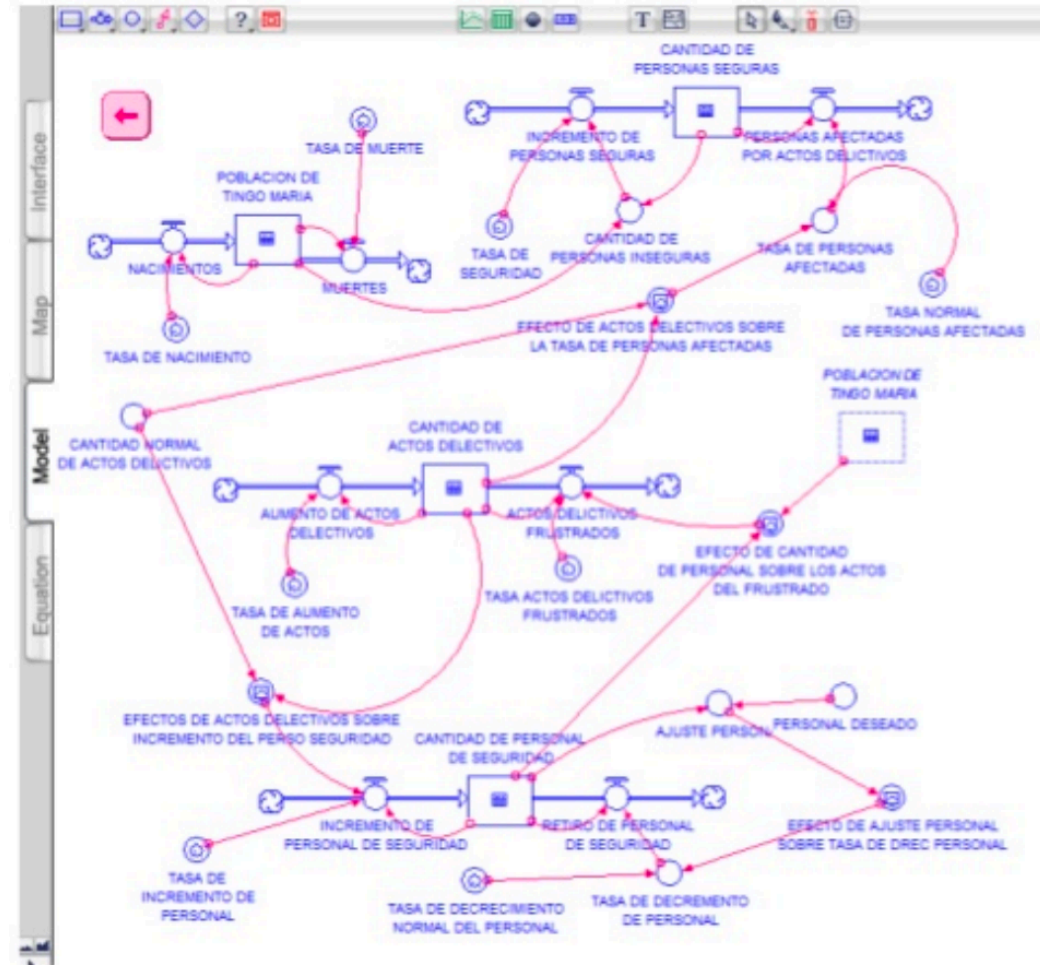 ?
T
Interface
Map
Model
Equation
CANTIDAD DE
PERSONAS SEGURAS
INCREMENTO DE
PERSONAS SEGURAS
PERSONAS AFECTADAS
POR ACTOS DELICTIVOS
TASA DE MUERTE
POBLACION DE
TINGO MARIA
NACIMIENTOS
MUERTES
TASA DE NACIMIENTO
TASA DE
SEGURIDAD
CANTIDAD DE
PERSONAS INSEGURAS
TASA DE PERSONAS
AFECTADAS
TASA NORMAL
DE PERSONAS AFECTADAS
EFECTO DE ACTOS DELECTIVOS SOBRE
LA TASA DE PERSONAS AFECTADAS
POBLACION DE
TINGO MARIA
CANTIDAD NORMAL
DE ACTOS DELICTIVOS
CANTIDAD DE
ACTOS DELECTIVOS
AUMENTO DE ACTOS
DELECTIVOS
ACTOS DELICTIVOS
FRUSTRADOS
EFECTO DE CANTIDAD
DE PERSONAL SOBRE LOS ACTOS
DEL FRUSTRADO
TASA DE AUMENTO
DE ACTOS
TASA ACTOS DELICTIVOS
FRUSTRADOS
EFECTOS DE ACTOS DELECTIVOS SOBRE
INCREMENTO DEL PERSO SEGURIDAD
CANTIDAD DE PERSONAL
DE SEGURIDAD
AJUSTE PERSONAL
PERSONAL DESEADO
INCREMENTO DE
PERSONAL DE SEGURIDAD
RETIRO DE PERSONAL
DE SEGURIDAD
EFECTO DE AJUSTE PERSONAL
SOBRE TASA DE DREC PERSONAL
TASA DE
INCREMENTO DE
PERSONAL
TASA DE DECRECIMIENTO
NORMAL DEL PERSONAL
TASA DE DECREMENTO
DE PERSONAL